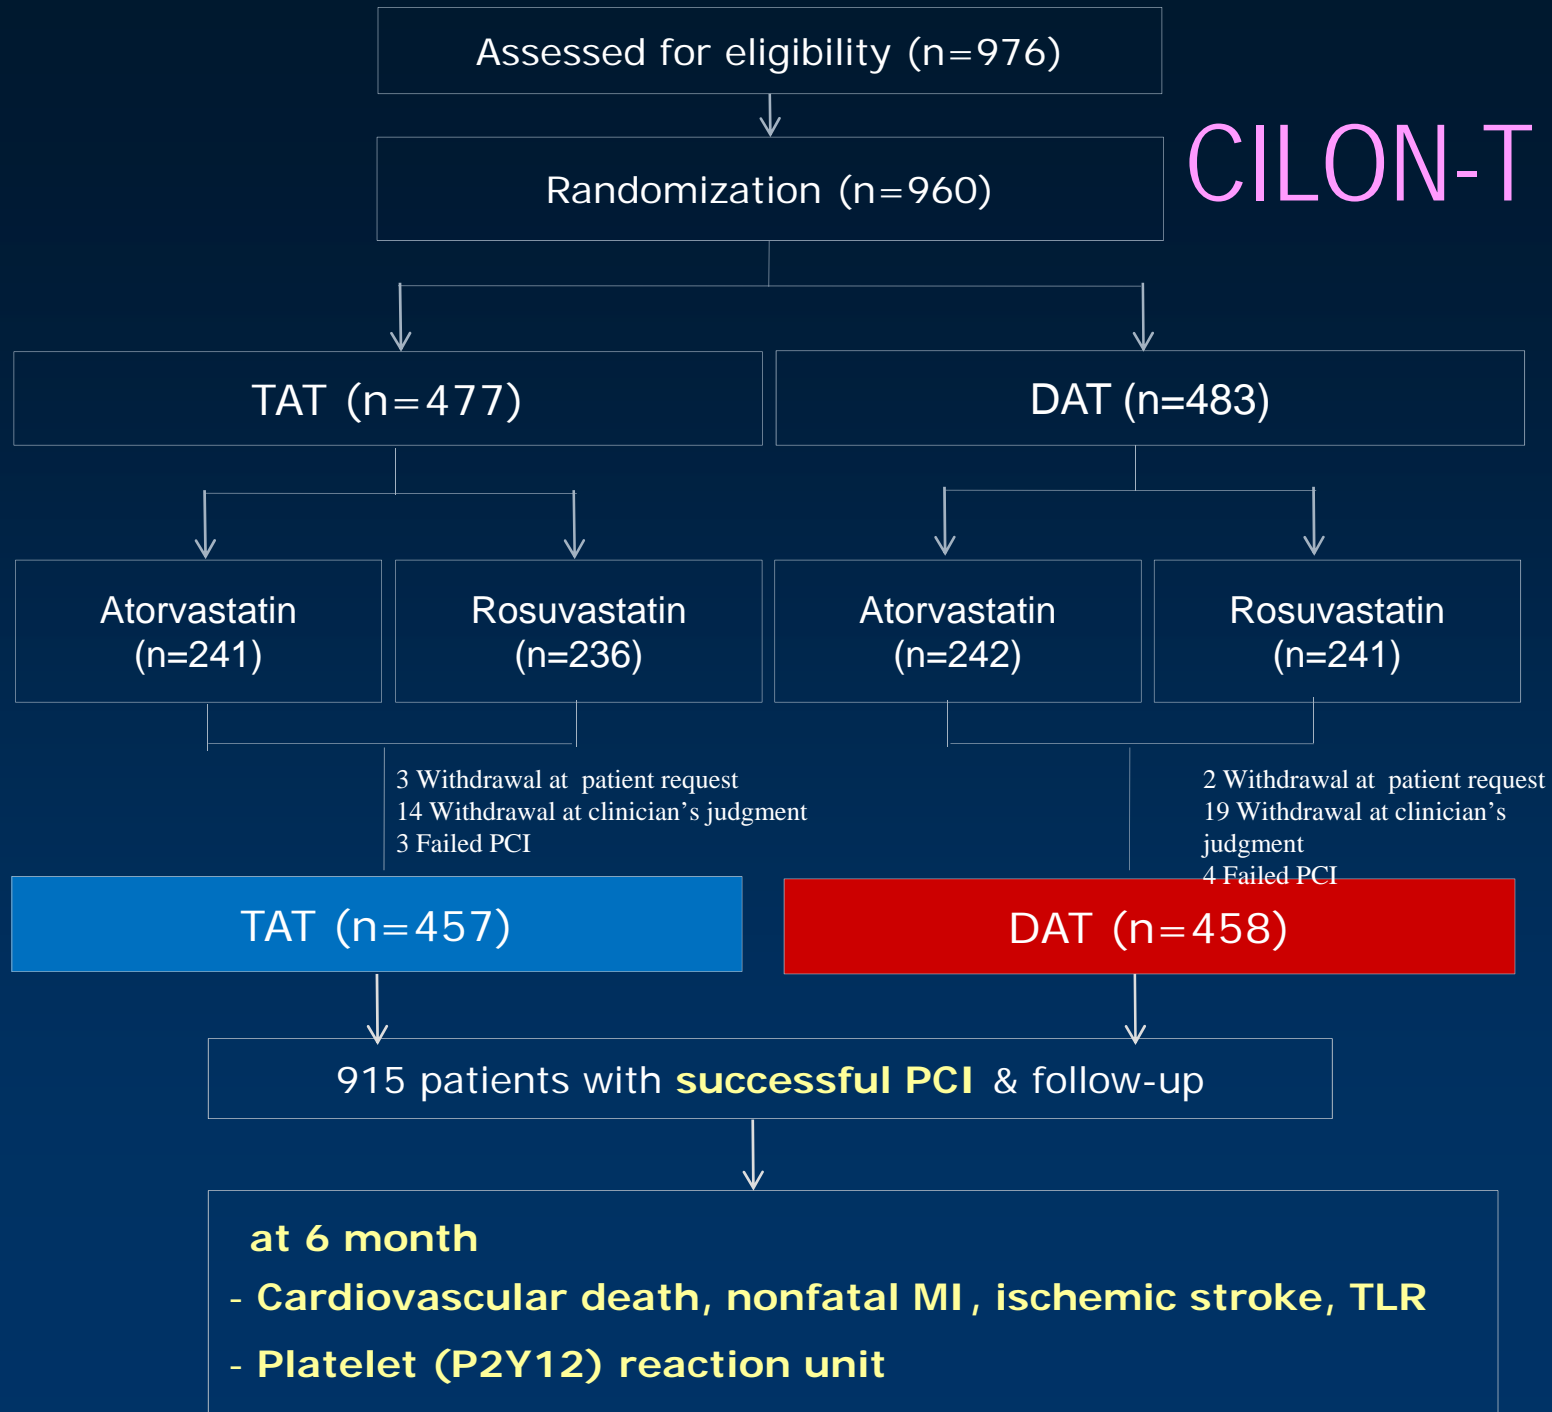 Assessed for eligibility (n=976)
CILON-T
Randomization (n=960)
TAT (n=477)
DAT (n=483)
Atorvastatin
(n=241)
Rosuvastatin
(n=236)
Atorvastatin
(n=242)
Rosuvastatin
(n=241)
3 Withdrawal at patient request
14 Withdrawal at clinician’s judgment
3 Failed PCI
2 Withdrawal at patient request
19 Withdrawal at clinician’s
judgment
4 Failed PCI
TAT (n=457)
DAT (n=458)
915 patients with successful PCI & follow-up
at 6 month
- Cardiovascular death, nonfatal MI, ischemic stroke, TLR
- Platelet (P2Y12) reaction unit